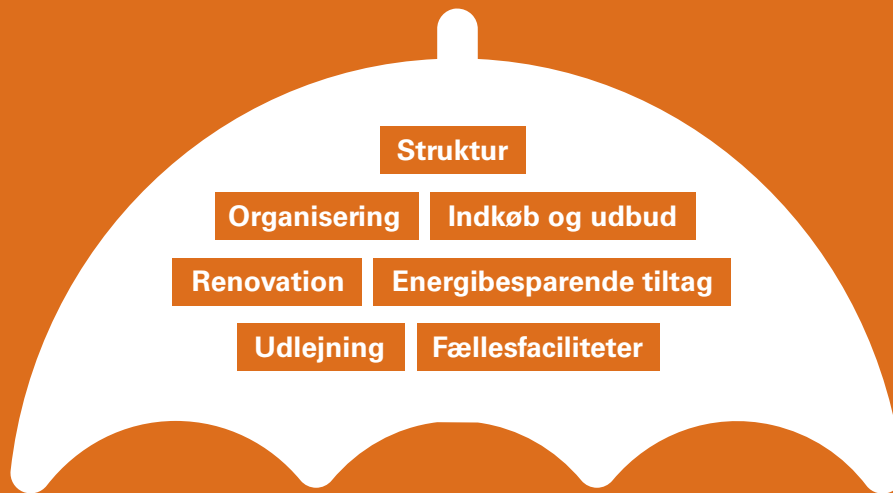 Struktur
Organisering Indkøb og udbud
Renovation Energibesparende tiltag
Udlejning Fællesfaciliteter